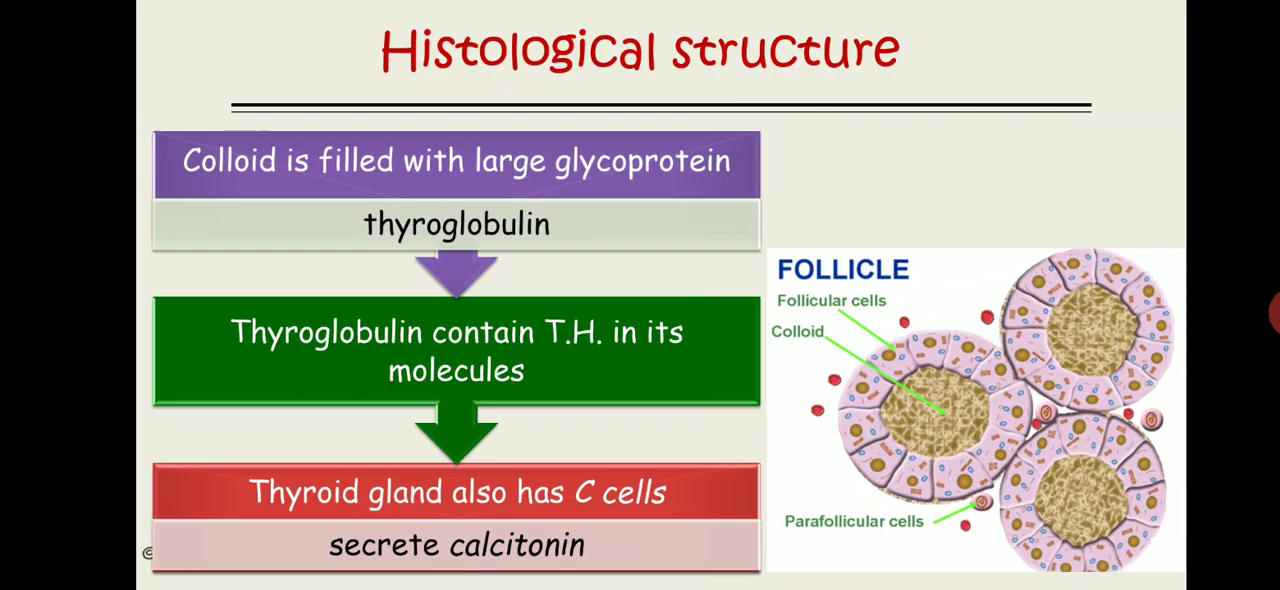 Histological structure
Colloid is filled with large glycoprotein
thyroglobulin
Thyroglobulin contain T.H. in its
molecules
Thyroid gland also has C cells
secrete calcitonin
©
FOLLICLE
Follicular cells
Colloid
Parafollicular cells